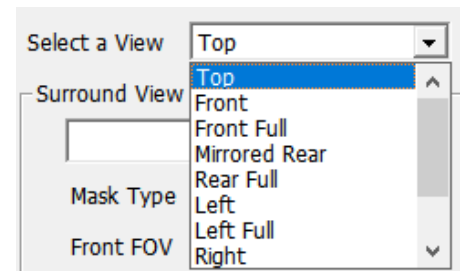 Select a View Top
Top
Surround View
Front
Front Full
Mirrored Rear
Rear Full
Mask Type
Left
Left Full
Front FOV
Right